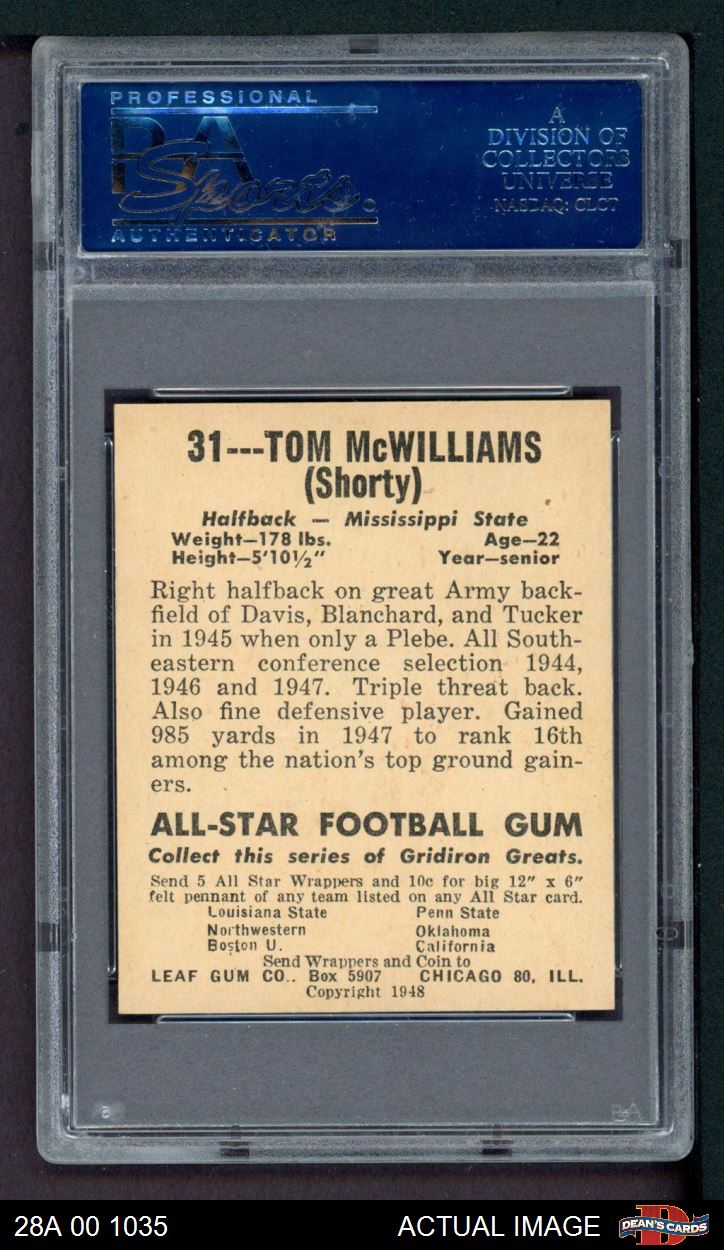 PROFESSIONAL
PSA
Sports
AUTHENTICATOR
A
DIVISION OF
COLLECTORS
UNIVERSE
NASDAQ: CLCT
31---TOM McWILLIAMS
(Shorty)
Halfback — Mississippi State
Weight—178 lbs. Age—22
Height—5'10½" Year—senior
Right halfback on great Army back-
field of Davis, Blanchard, and Tucker
in 1945 when only a Plebe. All South-
eastern conference selection 1944,
1946 and 1947. Triple threat back.
Also fine defensive player. Gained
985 yards in 1947 to rank 16th
among the nation's top ground gain-
ers.
ALL-STAR FOOTBALL GUM
Collect this series of Gridiron Greats.
Send 5 All Star Wrappers and 10c for big 12" x 6"
felt pennant of any team listed on any All Star card.
Louisiana State Penn State
Northwestern Oklahoma
Boston U. California
Send Wrappers and Coin to
LEAF GUM CO.. Box 5907 CHICAGO 80, ILL.
Copyright 1948
PSA
28A 00 1035 ACTUAL IMAGE DEAN'S CARDS